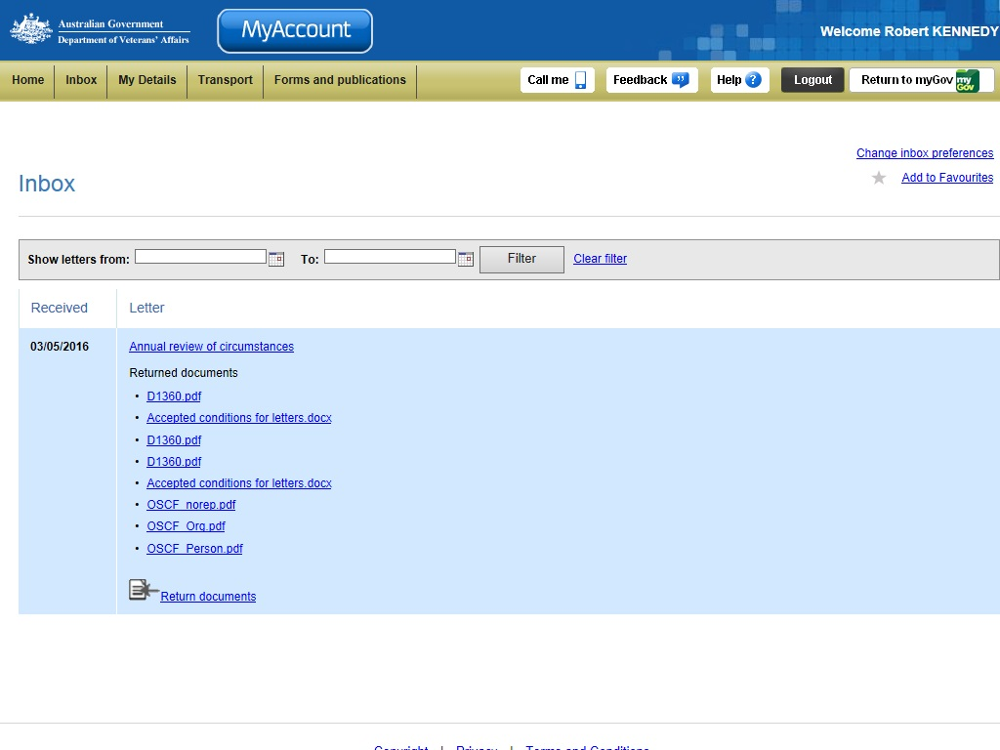 Australian Government
Department of Veterans' Affairs
MyAccount
Welcome Robert KENNEDY
Home Inbox My Details Transport Forms and publications Call me Feedback Help ? Logout Return to myGov my Gov
Change inbox preferences
Inbox
Add to Favourites
Show letters from: To: Filter Clear filter
Received Letter
03/05/2016 Annual review of circumstances
Returned documents
• D1360.pdf
• Accepted conditions for letters.docx
• D1360.pdf
• D1360.pdf
• Accepted conditions for letters.docx
• OSCF_norep.pdf
• OSCF_Org.pdf
• OSCF_Person.pdf
Return documents
Copyright | Privacy | Terms and Conditions